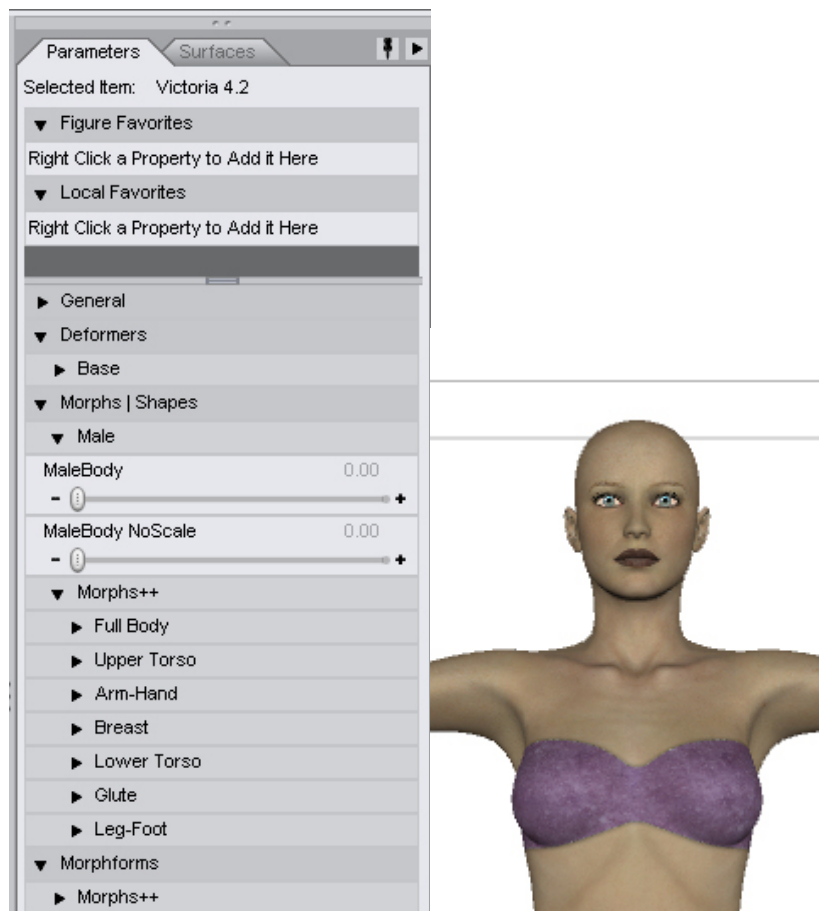 Parameters Surfaces
Selected Item: Victoria 4.2
Figure Favorites
Right Click a Property to Add it Here
Local Favorites
Right Click a Property to Add it Here
General
Deformers
Base
Morphs | Shapes
Male
MaleBody 0.00
- +
MaleBody NoScale 0.00
- +
Morphs++
Full Body
Upper Torso
Arm-Hand
Breast
Lower Torso
Glute
Leg-Foot
Morphforms
Morphs++